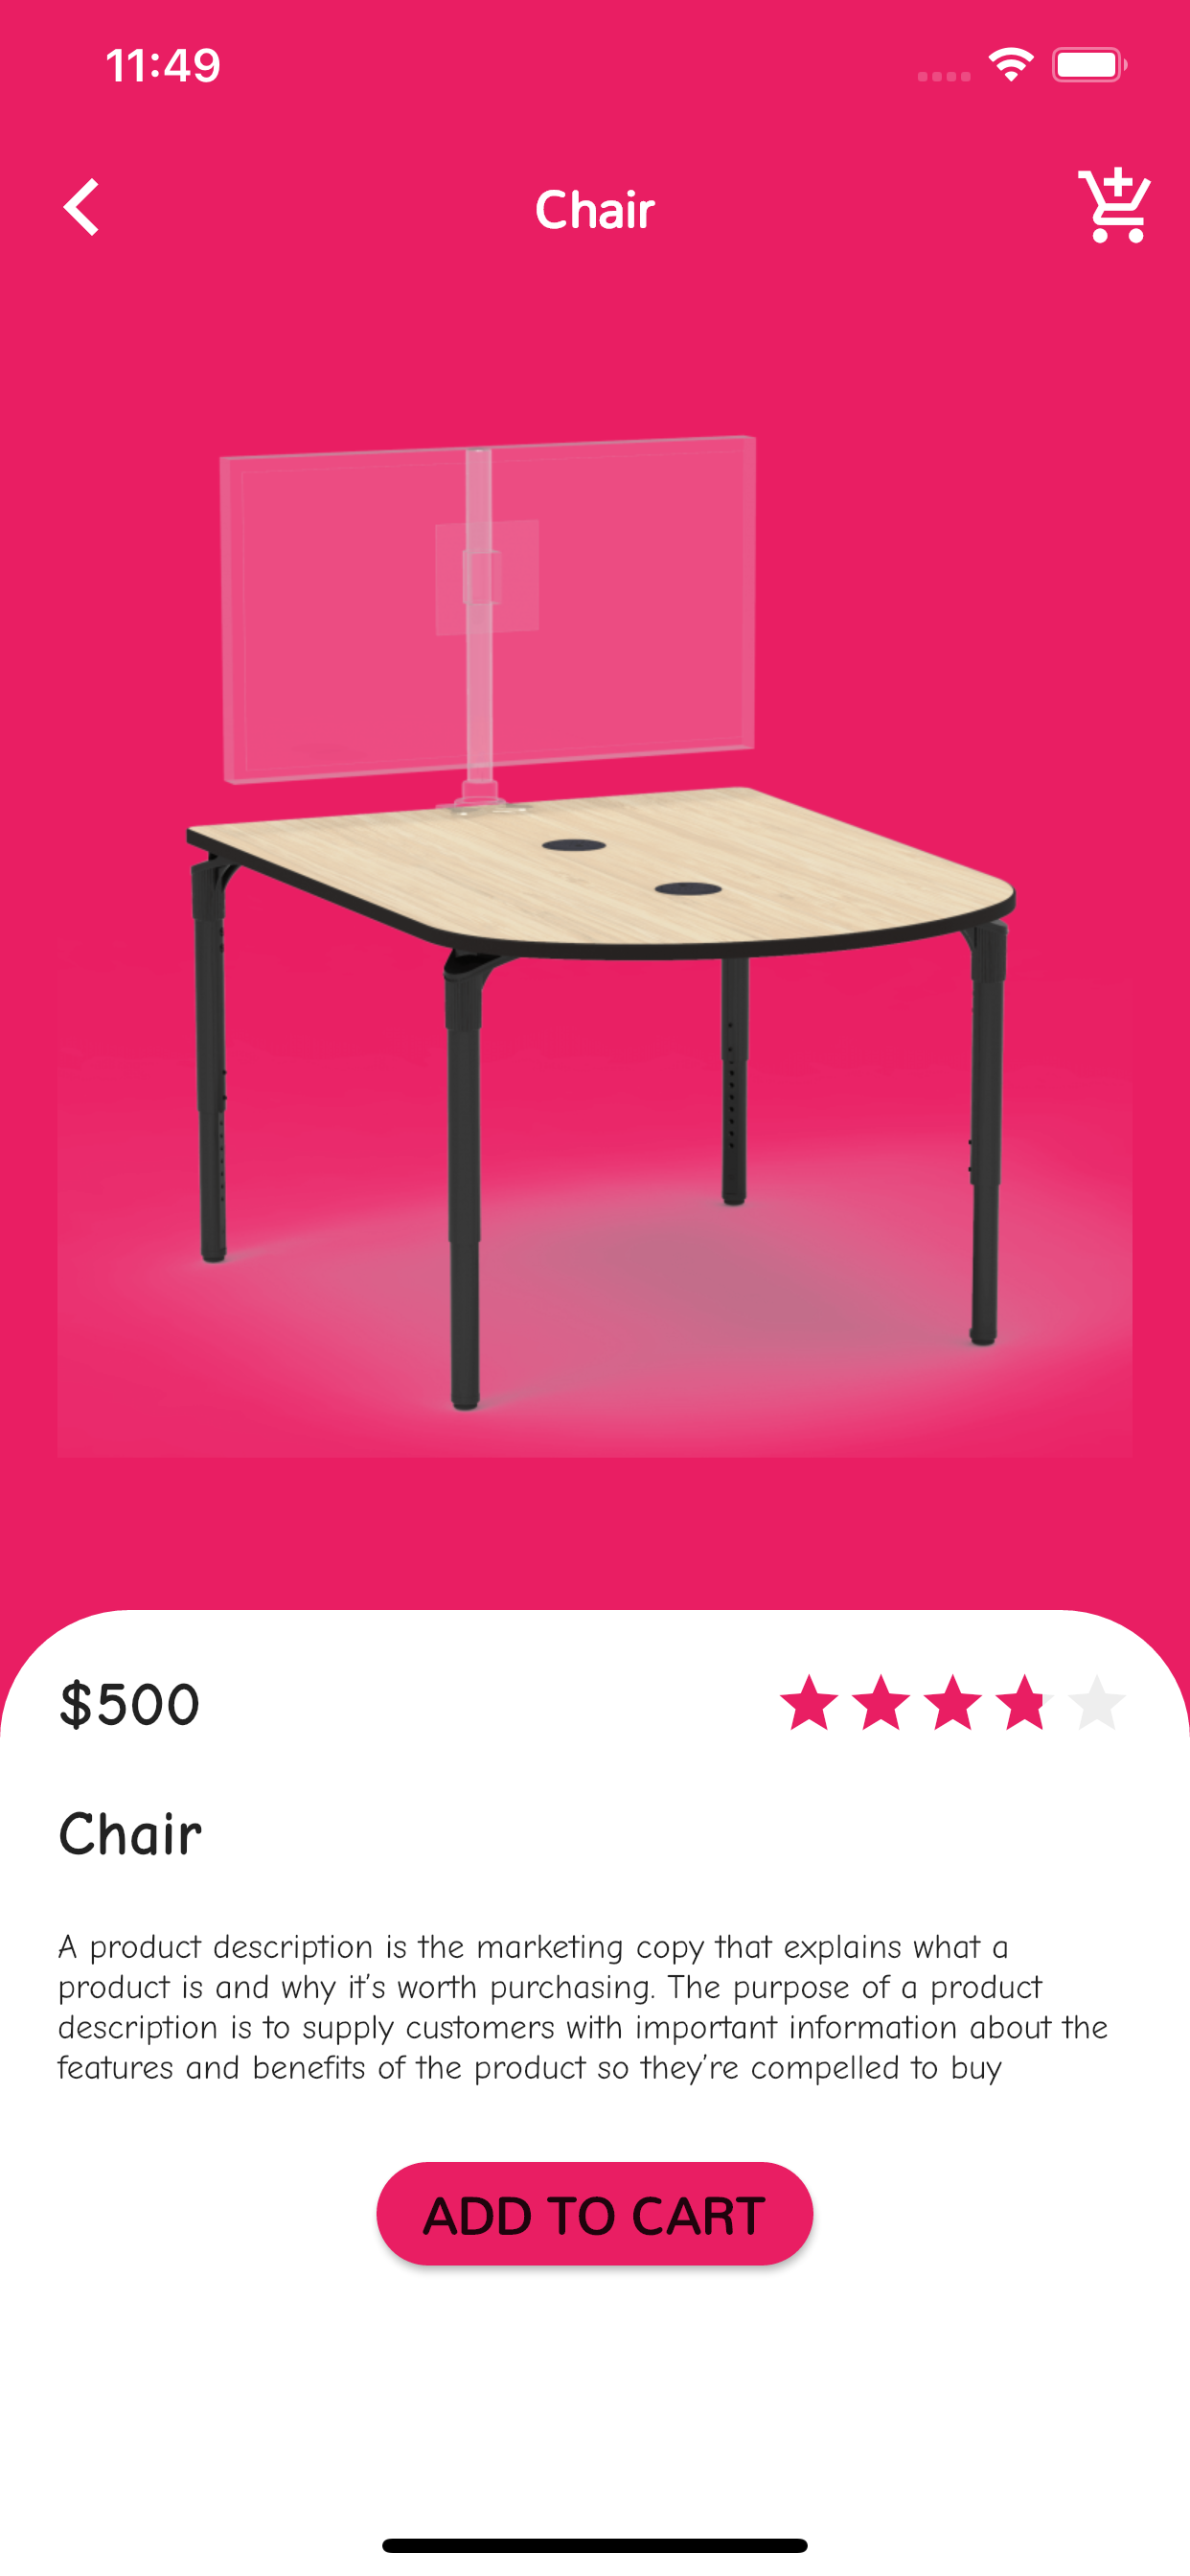 11:49
Chair
$500
Chair
A product description is the marketing copy that explains what a
product is and why it's worth purchasing. The purpose of a product
description is to supply customers with important information about the
features and benefits of the product so they're compelled to buy
ADD TO CART